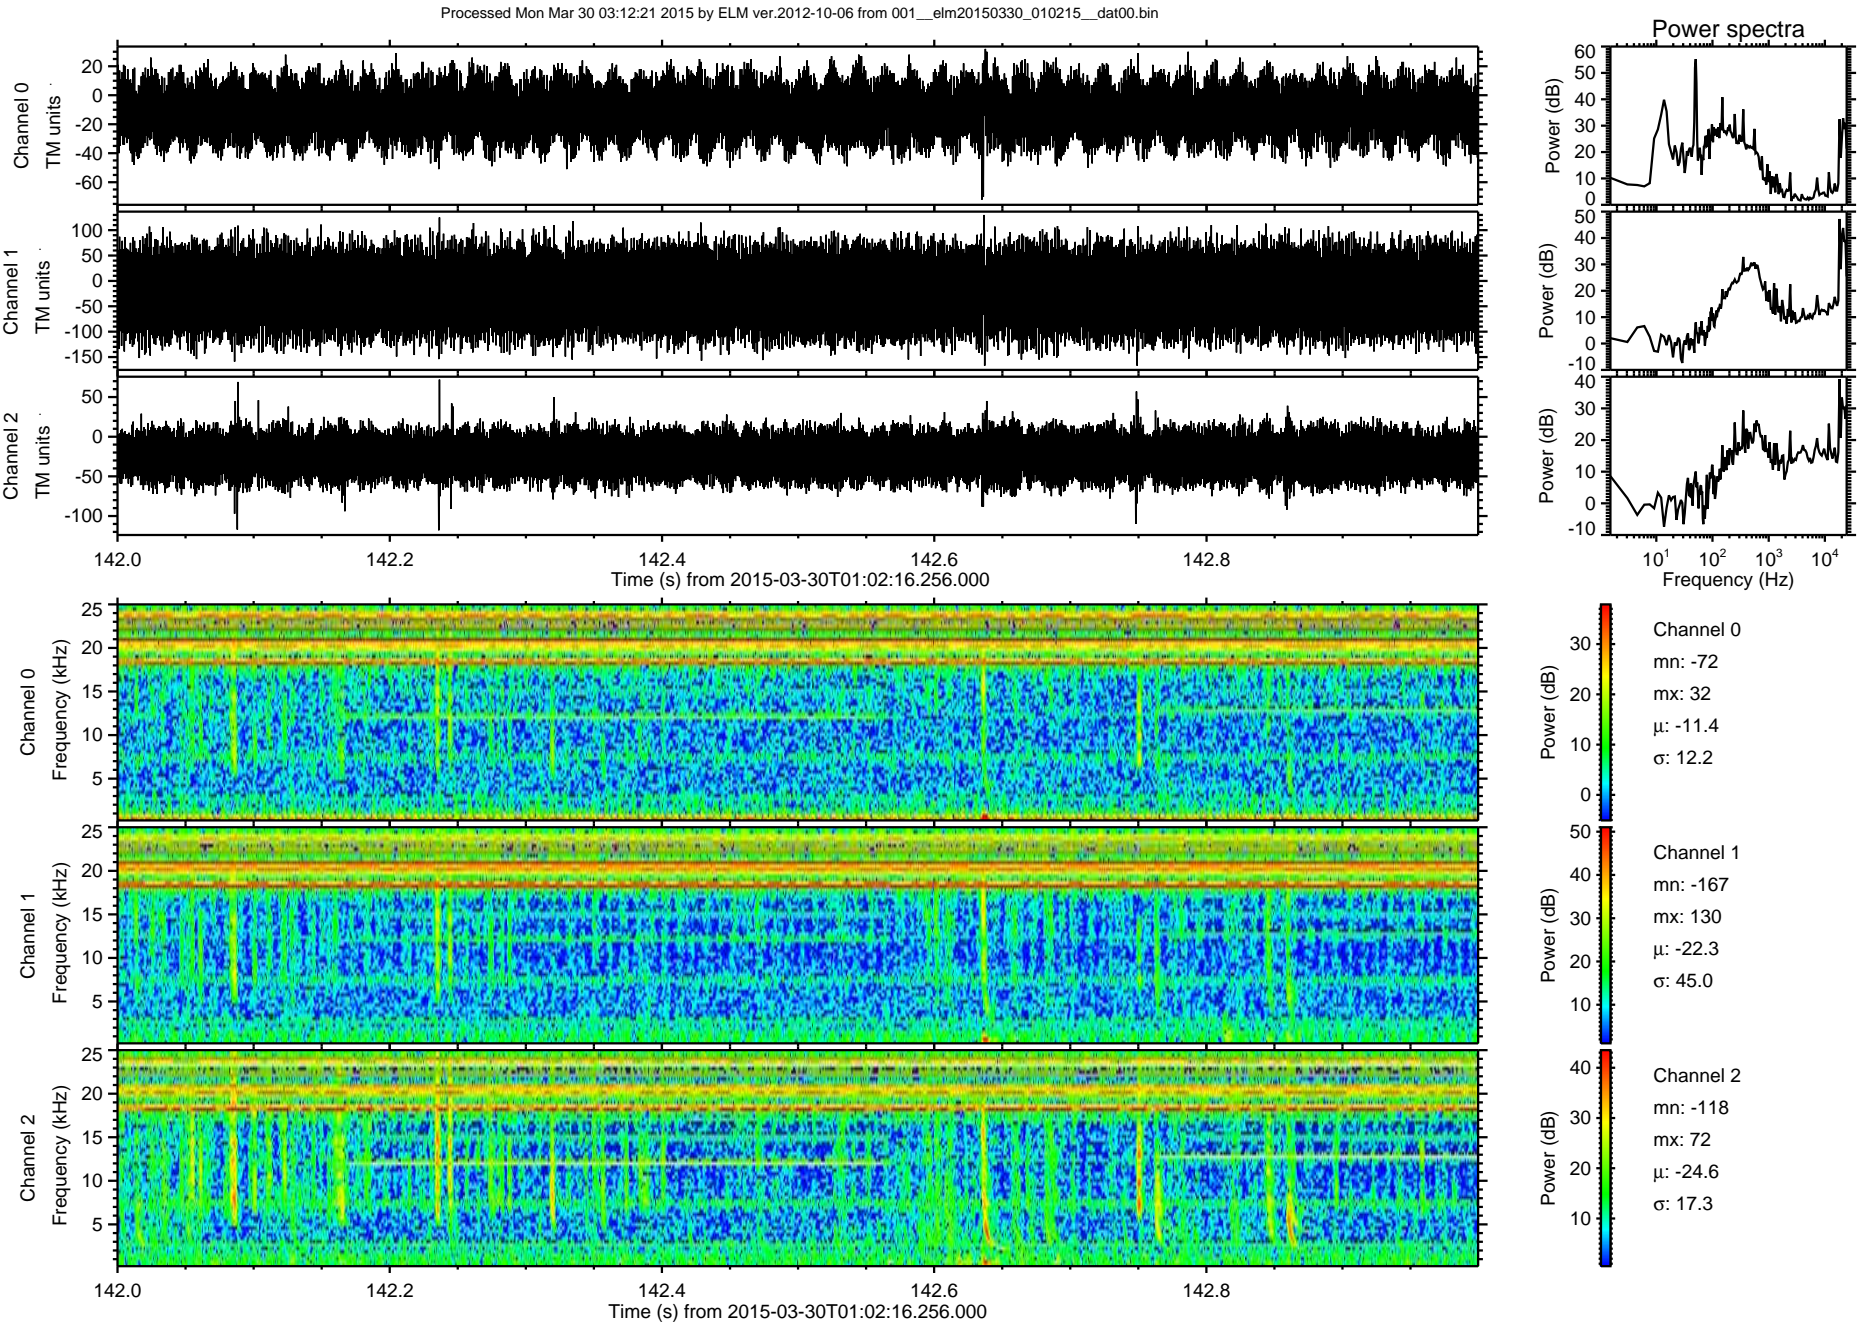 Processed Mon Mar 30 03:12:21 2015 by ELM ver.2012-10-06 from 001__elm20150330_010215__dat00.bin
Power spectra
Channel 0
TM units
20
0
-20
-40
-60
Power (dB)
60
50
40
30
20
10
0
Channel 1
TM units
100
50
0
-50
-100
-150
Power (dB)
50
40
30
20
10
0
-10
Channel 2
TM units
50
0
-50
-100
Power (dB)
40
30
20
10
0
-10
142.0 142.2 142.4 142.6 142.8
Time (s) from 2015-03-30T01:02:16.256.000
10^1 10^2 10^3 10^4
Frequency (Hz)
Channel 0
Frequency (kHz)
25
20
15
10
5
Power (dB)
30
20
10
0
Channel 0
mn: -72
mx: 32
μ: -11.4
σ: 12.2
Channel 1
Frequency (kHz)
25
20
15
10
5
Power (dB)
50
40
30
20
10
Channel 1
mn: -167
mx: 130
μ: -22.3
σ: 45.0
Channel 2
Frequency (kHz)
25
20
15
10
5
Power (dB)
40
30
20
10
Channel 2
mn: -118
mx: 72
μ: -24.6
σ: 17.3
142.0 142.2 142.4 142.6 142.8
Time (s) from 2015-03-30T01:02:16.256.000